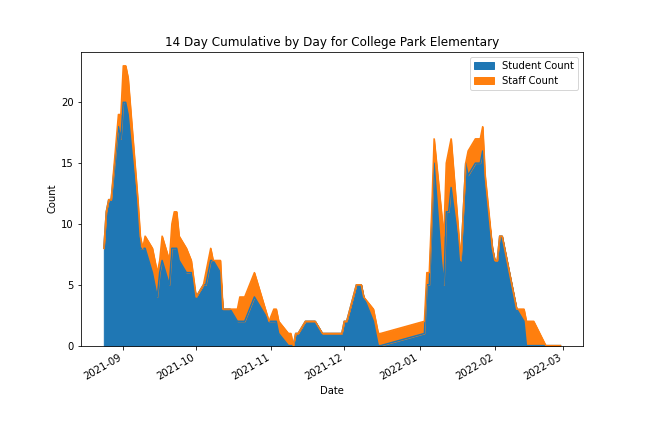 14 Day Cumulative by Day for College Park Elementary
Student Count
Staff Count
20
15
10
5
0
Count
2021-09
2021-10
2021-11
2021-12
2022-01
2022-02
2022-03
Date